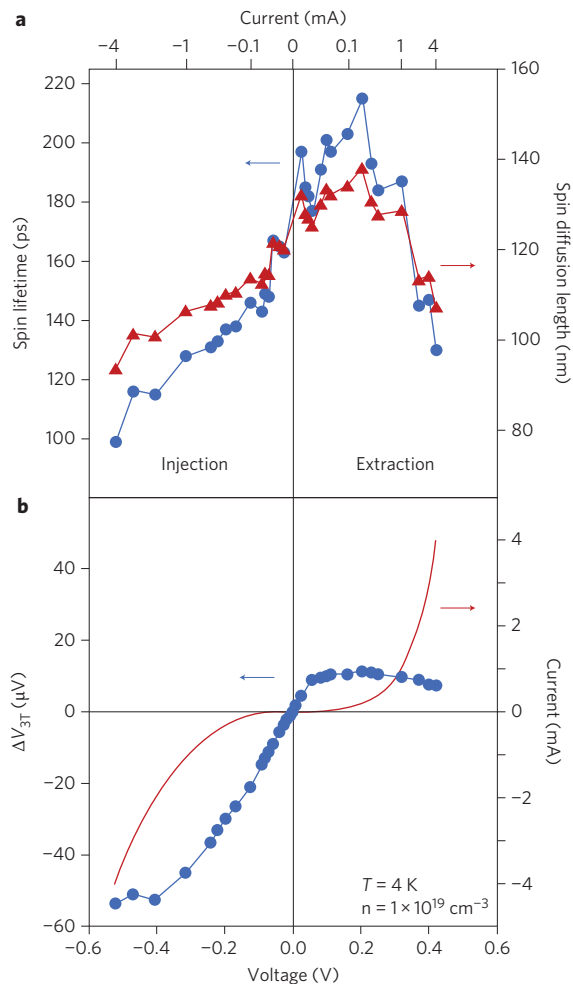 a
Current (mA)
−4 −1 −0.1 0 0.1 1 4
220
200
180
160
140
120
100
Spin lifetime (ps)
160
140
120
100
80
Spin diffusion length (nm)
Injection
Extraction
b
40
20
0
−20
−40
−60
ΔV3T (μV)
4
2
0
−2
−4
Current (mA)
T = 4 K
n = 1 × 10¹⁹ cm⁻³
−0.6 −0.4 −0.2 0.0 0.2 0.4 0.6
Voltage (V)